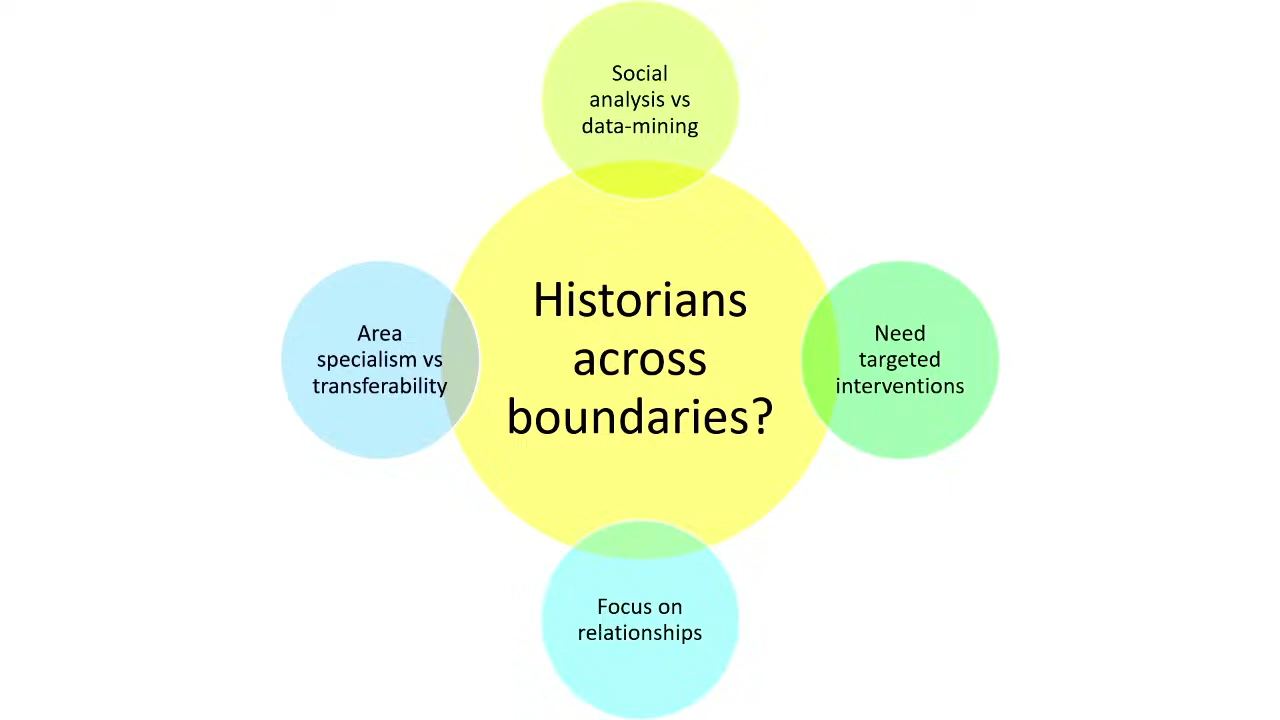 Social
analysis vs
data-mining
Historians
across
boundaries?
Area
specialism vs
transferability
Need
targeted
interventions
Focus on
relationships